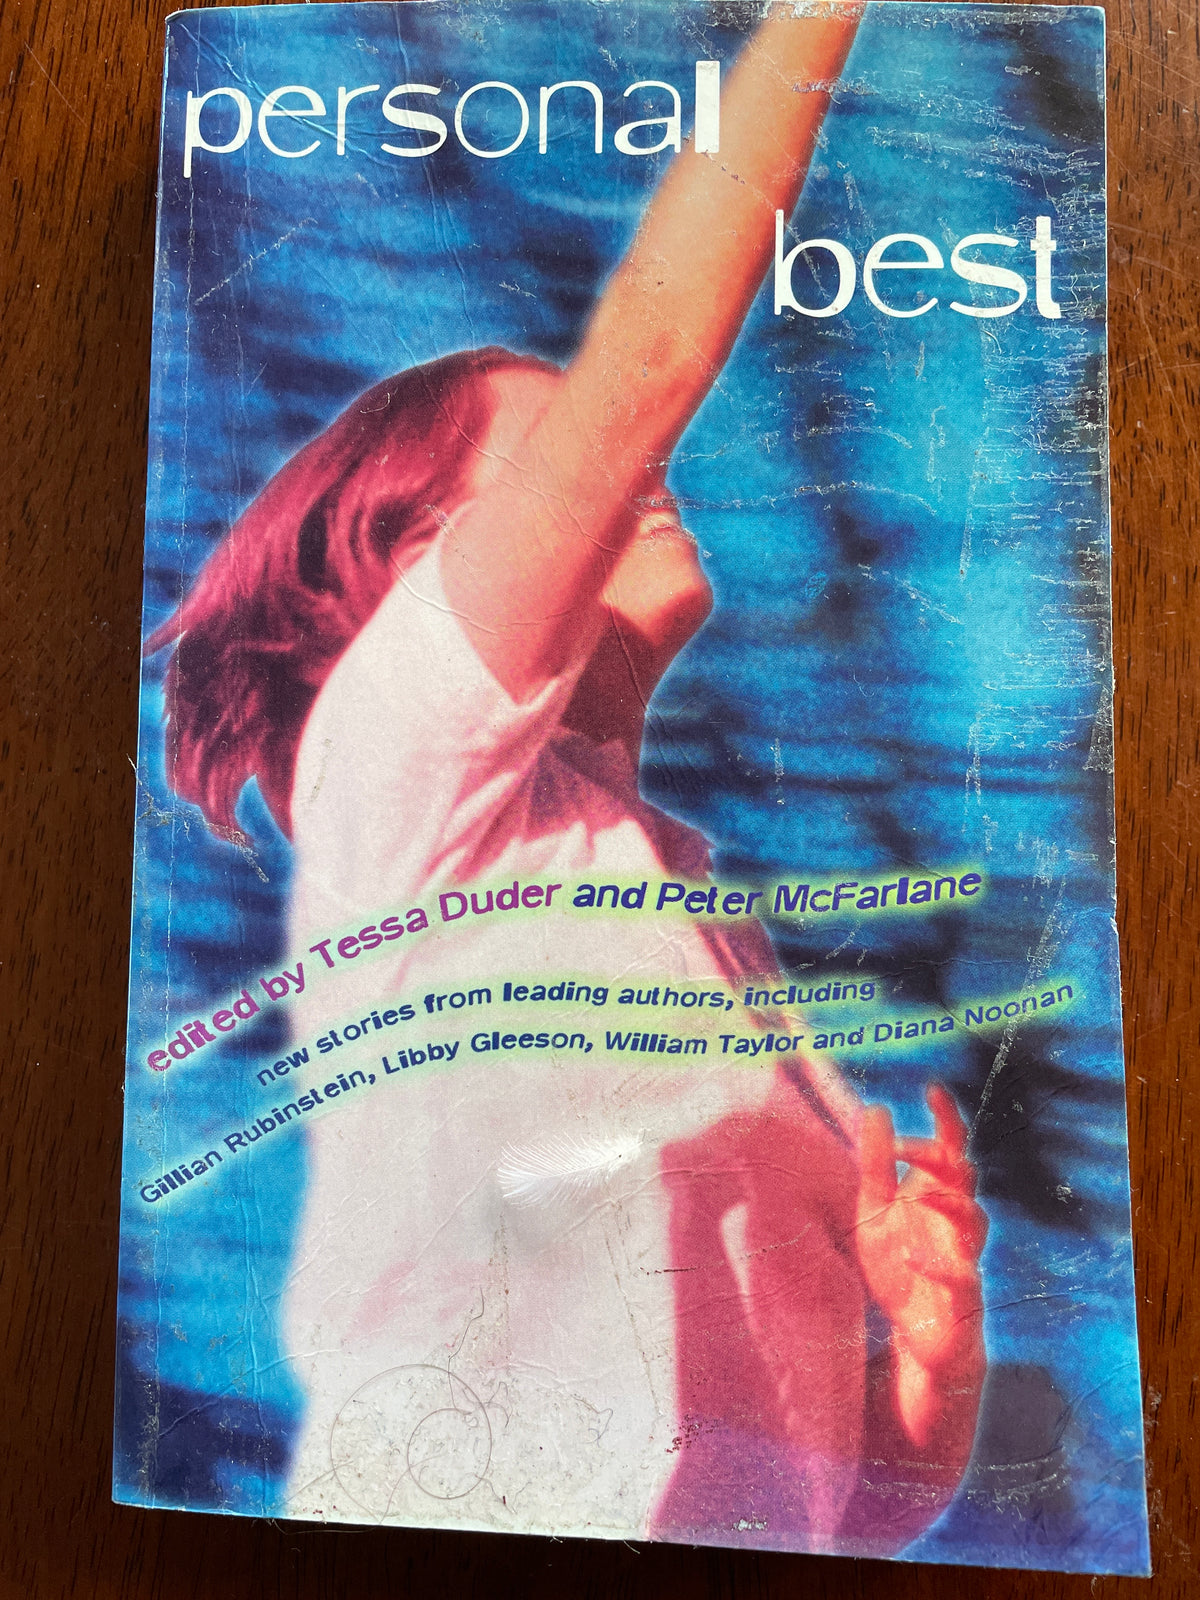 personal
best
edited by Tessa Duder and Peter McFarlane
new stories from leading authors, including
Gillian Rubinstein, Libby Gleeson, William Taylor and Diana Noonan